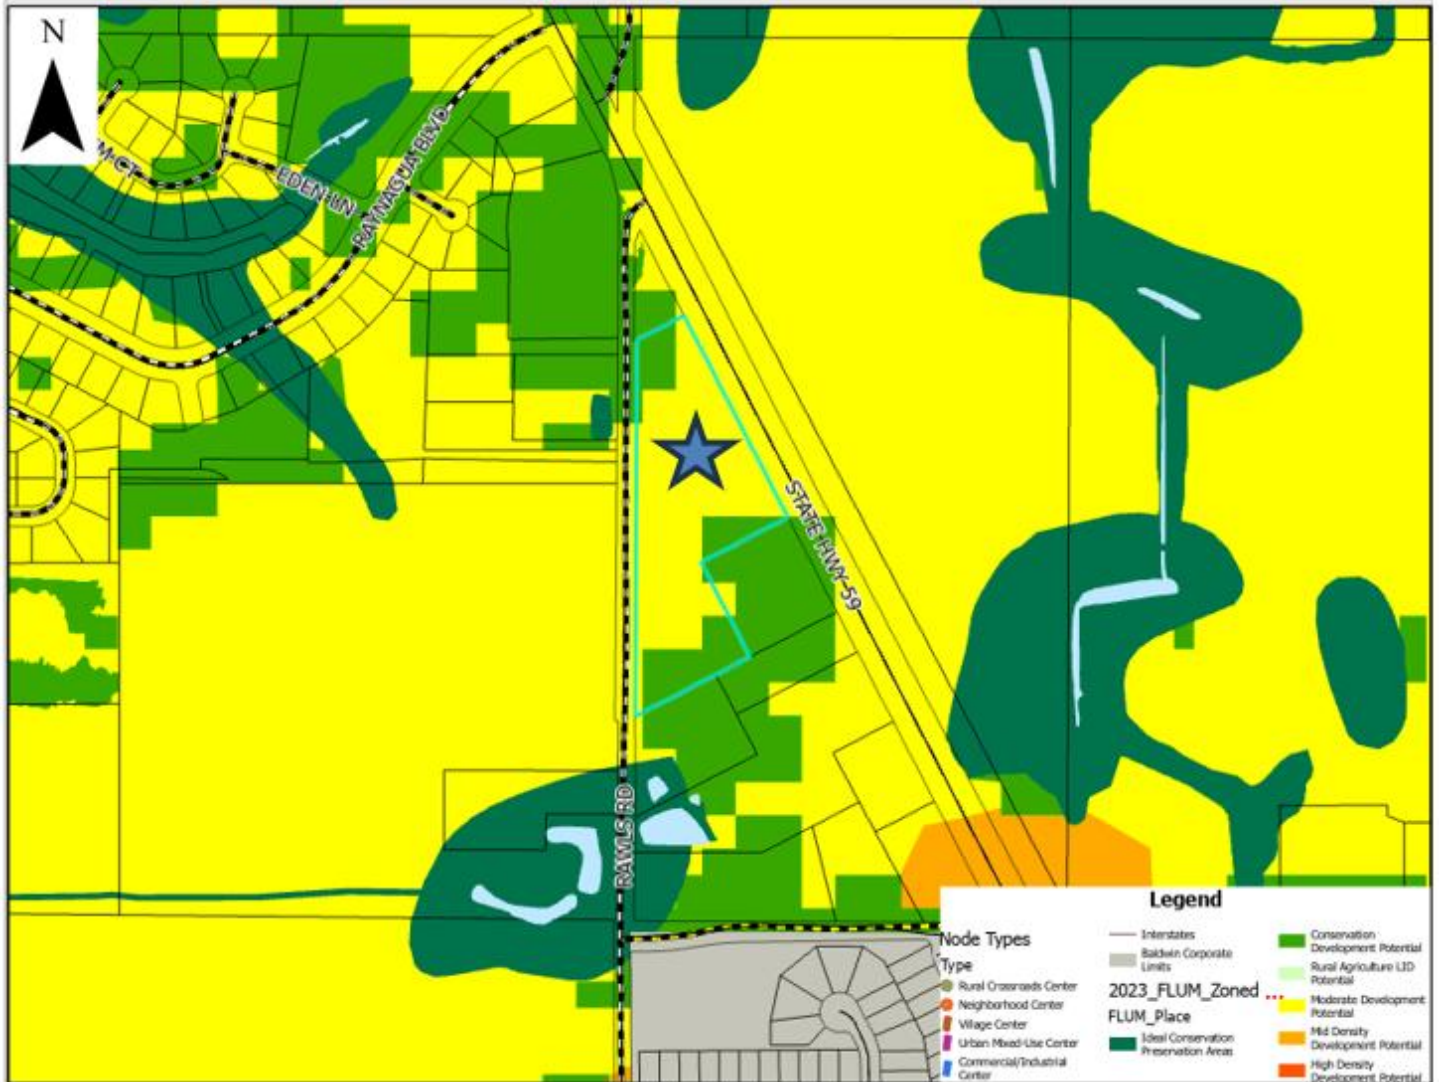 N
EDEN LN
RAYNAGUA BLVD
STATE HWY 59
RAWLS RD
Legend
Node Types
Type
Rural Crossroads Center
Neighborhood Center
Village Center
Urban Mixed-Use Center
Commercial/Industrial
Center
Interstates
Baldwin Corporate
Limits
2023_FLUM_Zoned
FLUM_Place
Ideal Conservation
Preservation Areas
Conservation
Development Potential
Rural Agriculture LID
Potential
Moderate Development
Potential
Mid Density
Development Potential
High Density
Development Potential